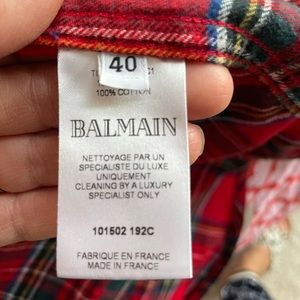 40
100% COTTON
BALMAIN
NETTOYAGE PAR UN
SPECIALISTE DU LUXE
UNIQUEMENT
CLEANING BY A LUXURY
SPECIALIST ONLY
101502 192C
FABRIQUE EN FRANCE
MADE IN FRANCE